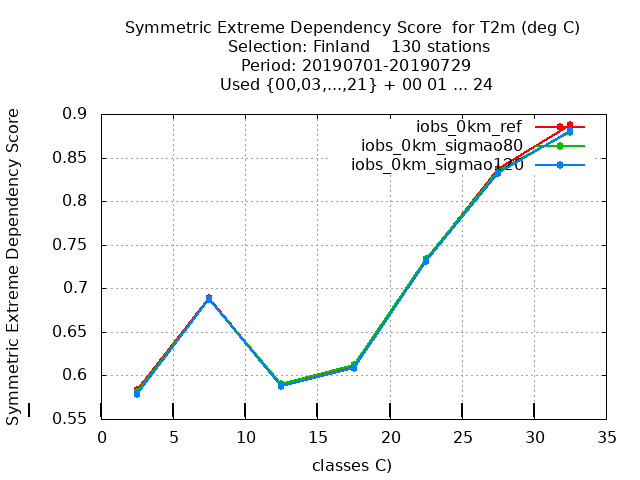 Symmetric Extreme Dependency Score for T2m (deg C)
Selection: Finland 130 stations
Period: 20190701-20190729
Used {00,03,...,21} + 00 01 ... 24
Symmetric Extreme Dependency Score
0.9
0.85
0.8
0.75
0.7
0.65
0.6
0.55
iobs_0km_ref
iobs_0km_sigmao80
iobs_0km_sigmao120
0 5 10 15 20 25 30 35
classes C)